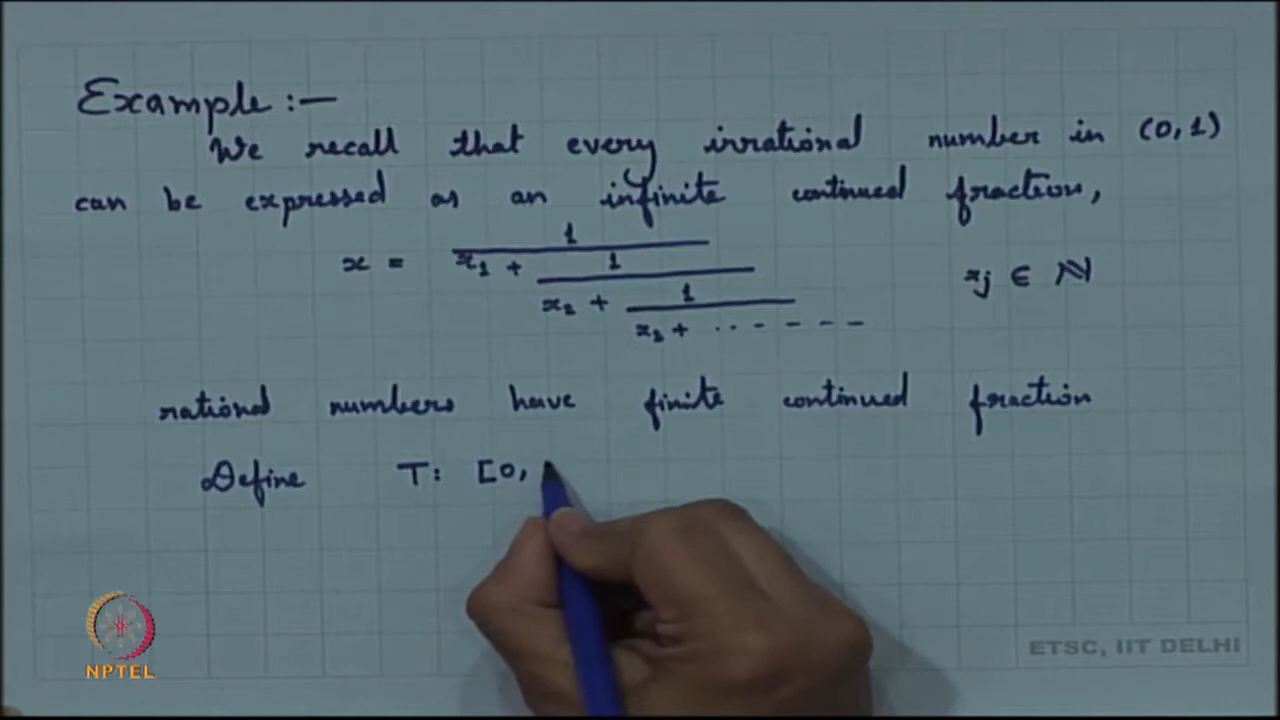 Example :—
We recall that every irrational number in (0,1)
can be expressed as an infinite continued fraction,
x = 1
x1 + 1
x2 + 1
x3 + .. - - - - -
xj ∈ ℕ
rational numbers have finite continued fraction
Define T: [0,
NPTEL
ETSC, IIT DELHI